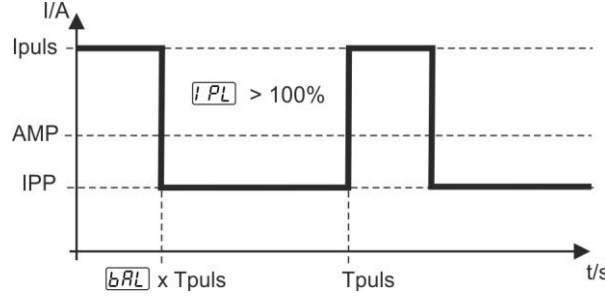 I/A
Ipuls
IPL > 100%
AMP
IPP
bAL x Tpuls Tpuls t/s